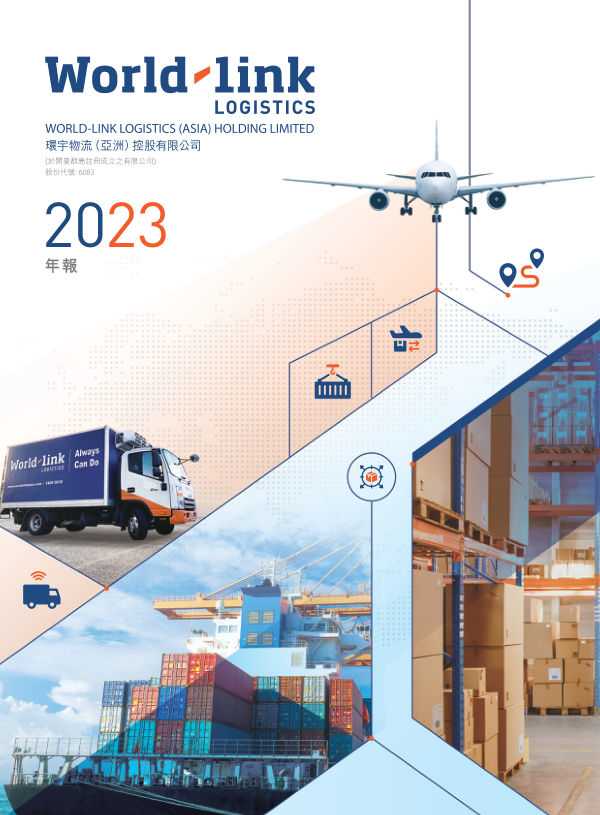 World-link
LOGISTICS
WORLD-LINK LOGISTICS (ASIA) HOLDING LIMITED
環宇物流（亞洲）控股有限公司
(於開曼群島註冊成立之有限公司)
股份代號: 6083
2023
年報
World-link
LOGISTICS
Always
Can Do